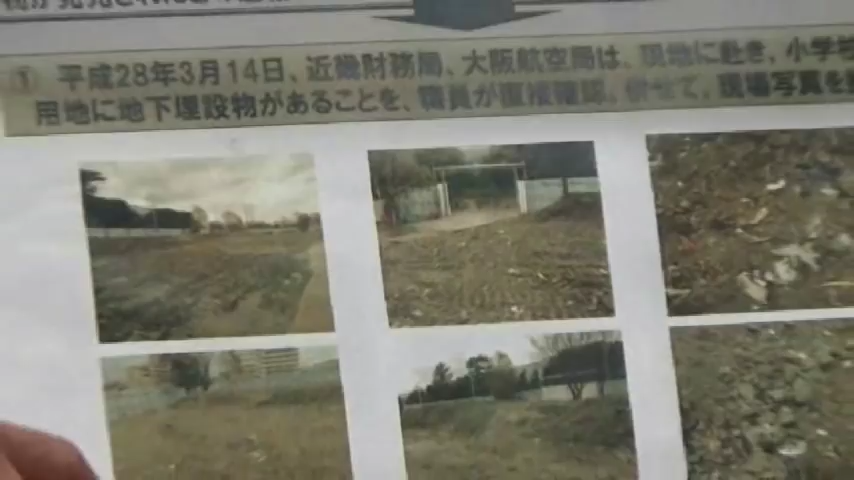 ① 平成28年3月14日、近畿財務局、大阪航空局は、現地に赴き、小学校
用地に地下埋設物があることを、職員が直接確認。併せて、現場写真を